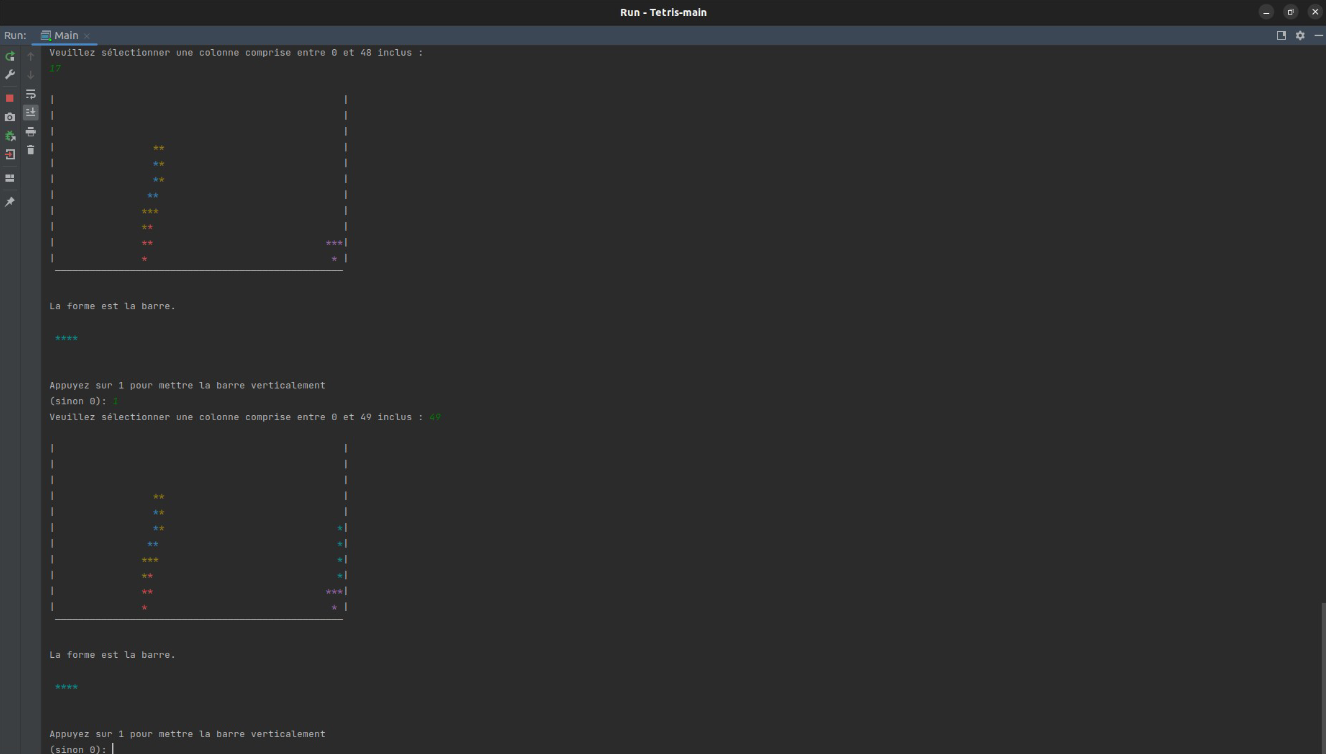 Run - Tetris-main
Run: Main
Veuillez sélectionner une colonne comprise entre 0 et 48 inclus :
17
| |
| |
| |
| ** |
| ** |
| ** |
| ** |
| *** |
| ** |
| ** ***|
| * * |
La forme est la barre.
****
Appuyez sur 1 pour mettre la barre verticalement
(sinon 0): 1
Veuillez sélectionner une colonne comprise entre 0 et 49 inclus : 49
| |
| |
| |
| ** |
| ** |
| ** *|
| ** *|
| *** *|
| ** *|
| ** ***|
| * * |
La forme est la barre.
****
Appuyez sur 1 pour mettre la barre verticalement
(sinon 0):